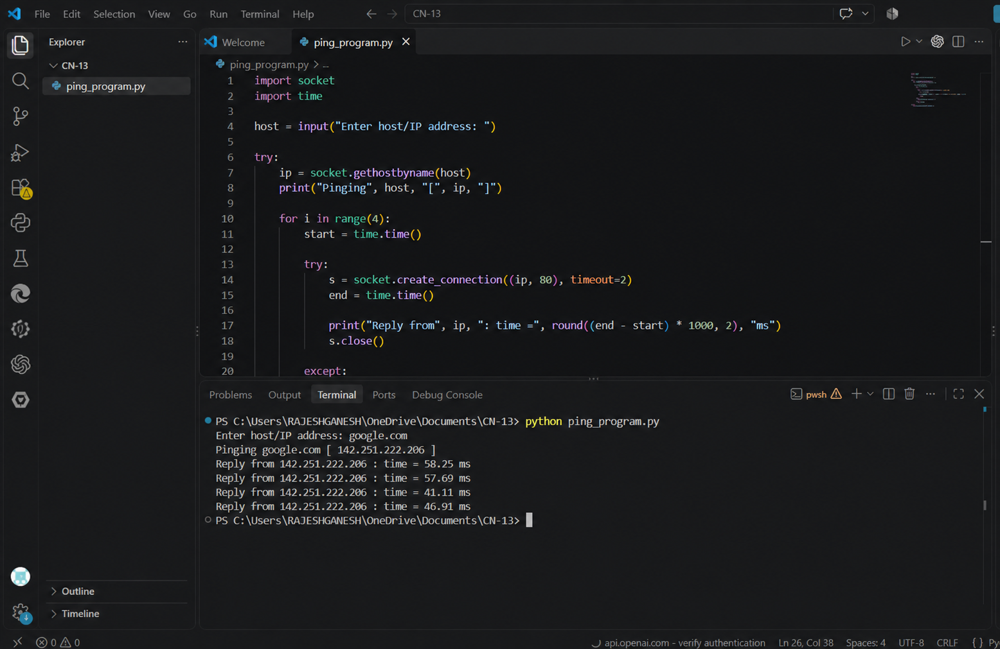 File Edit Selection View Go Run Terminal Help
CN-13
Explorer
CN-13
ping_program.py
Outline
Timeline
Welcome
ping_program.py
ping_program.py > ...
1 import socket
2 import time
3
4 host = input("Enter host/IP address: ")
5
6 try:
7 ip = socket.gethostbyname(host)
8 print("Pinging", host, "[", ip, "]")
9
10 for i in range(4):
11 start = time.time()
12
13 try:
14 s = socket.create_connection((ip, 80), timeout=2)
15 end = time.time()
16
17 print("Reply from", ip, ": time =", round((end - start) * 1000, 2), "ms")
18 s.close()
19
20 except:
Problems Output Terminal Ports Debug Console
pwsh
PS C:\Users\RAJESHGANESH\OneDrive\Documents\CN-13> python ping_program.py
Enter host/IP address: google.com
Pinging google.com [ 142.251.222.206 ]
Reply from 142.251.222.206 : time = 58.25 ms
Reply from 142.251.222.206 : time = 57.69 ms
Reply from 142.251.222.206 : time = 41.11 ms
Reply from 142.251.222.206 : time = 46.91 ms
PS C:\Users\RAJESHGANESH\OneDrive\Documents\CN-13>
0 0 api.openai.com - verify authentication Ln 26, Col 38 Spaces: 4 UTF-8 CRLF { } Py